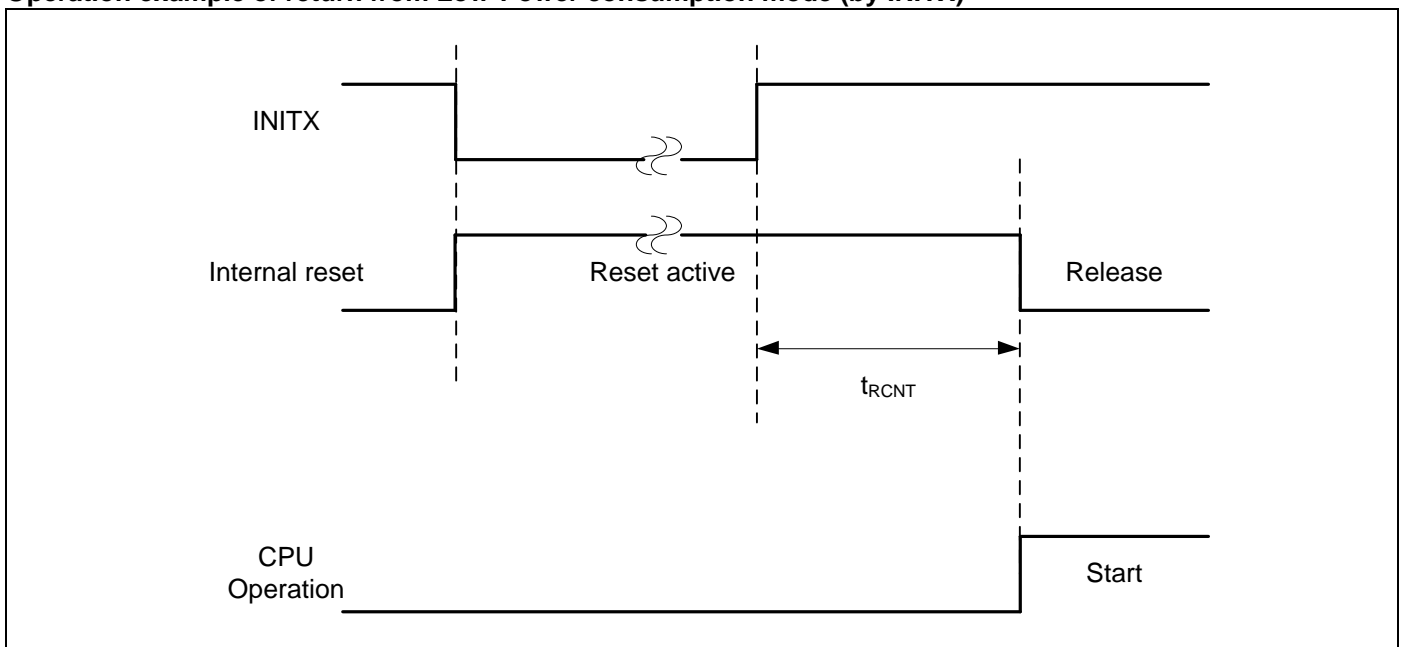 Operation example of return from Low-Power consumption mode (by INITX)
INITX
Internal reset
Reset active
Release
tRCNT
CPU
Operation
Start